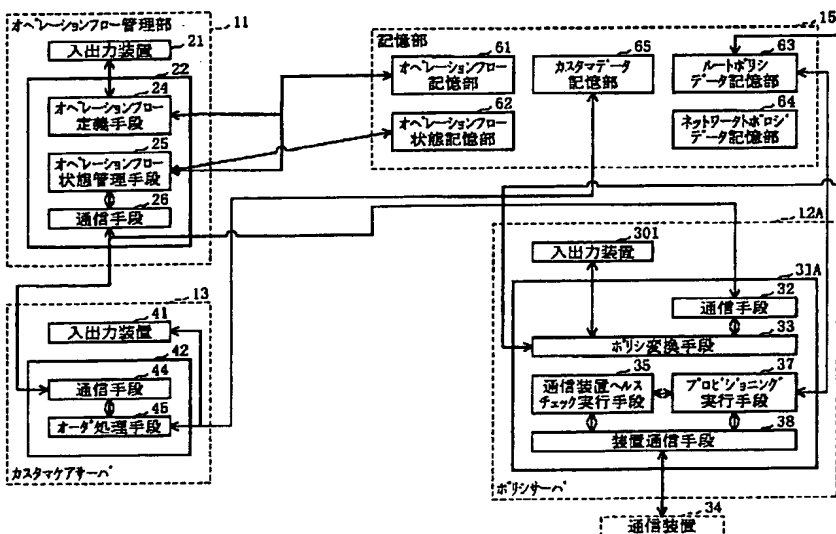 オペレーションフロー管理部
11
入出力装置
21
22
24
オペレーションフロー
定義手段
25
オペレーションフロー
状態管理手段
26
通信手段
記憶部
15
61
オペレーションフロー
記憶部
62
オペレーションフロー
状態記憶部
65
カスタマデータ
記憶部
63
ルートポリシ
データ記憶部
64
ネットワークトポロジ
データ記憶部
13
41
入出力装置
42
44
通信手段
45
オーダ処理手段
カスタマケアサーバ
12A
301
入出力装置
31A
32
通信手段
33
ポリシ変換手段
35
通信装置ヘルス
チェック実行手段
37
プロビジョニング
実行手段
38
装置通信手段
ポリシサーバ
34
通信装置